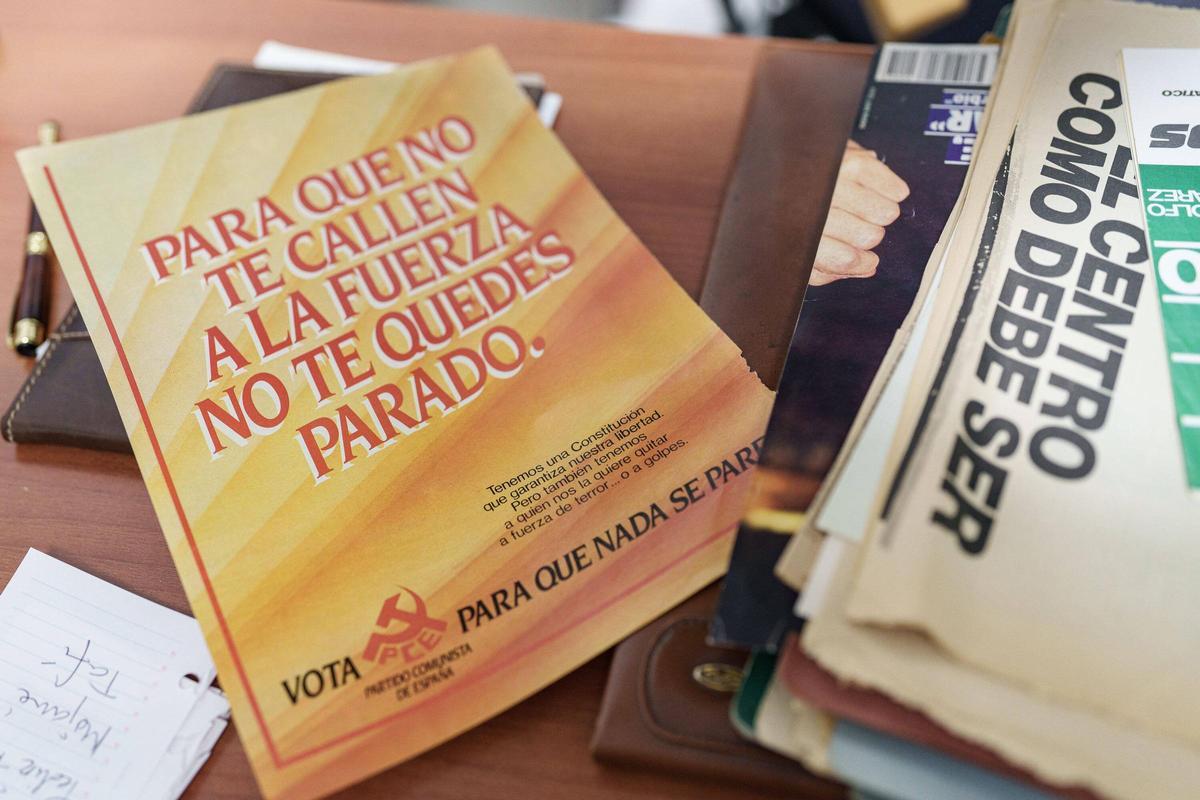 PARA QUE NO
TE CALLEN
A LA FUERZA
NO TE QUEDES
PARADO.
Tenemos una Constitución
que garantiza nuestra libertad.
Pero también tenemos
a quien nos la quiere quitar
a fuerza de terror... o a golpes.
VOTA
PCE
PARTIDO COMUNISTA
DE ESPAÑA
PARA QUE NADA SE PARE
EL CENTRO
COMO DEBE SER